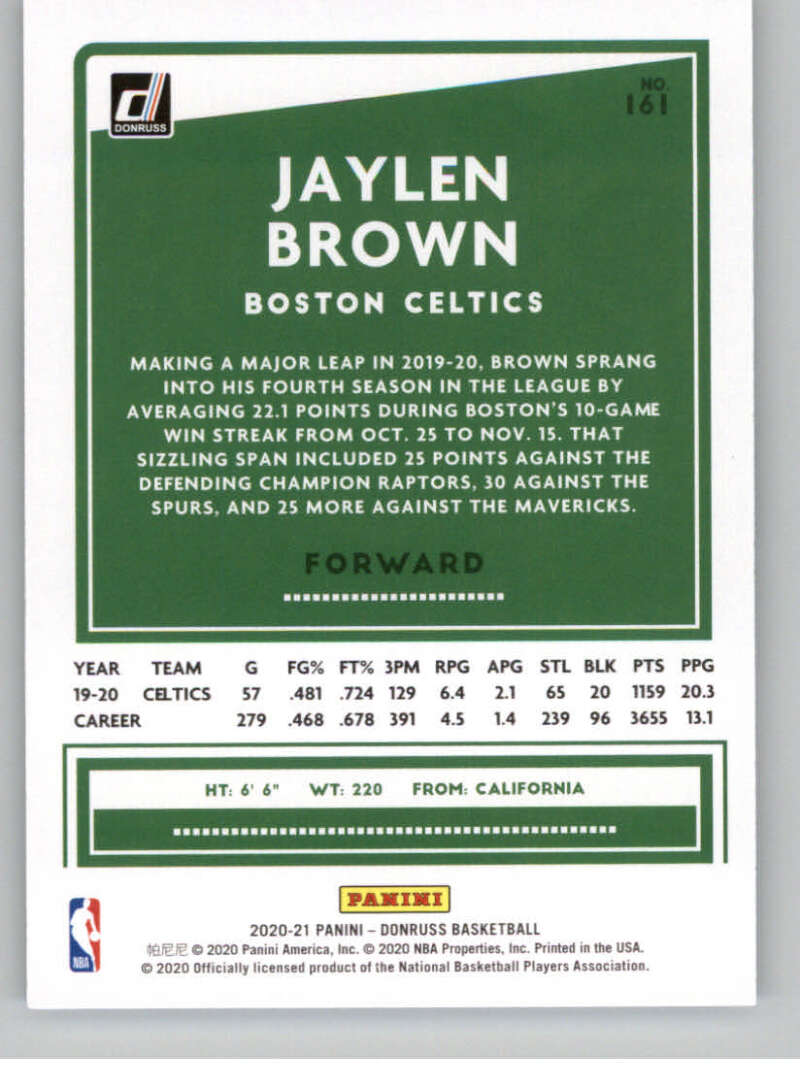 DONRUSS
NO.
161
JAYLEN
BROWN
BOSTON CELTICS
MAKING A MAJOR LEAP IN 2019-20, BROWN SPRANG
INTO HIS FOURTH SEASON IN THE LEAGUE BY
AVERAGING 22.1 POINTS DURING BOSTON'S 10-GAME
WIN STREAK FROM OCT. 25 TO NOV. 15. THAT
SIZZLING SPAN INCLUDED 25 POINTS AGAINST THE
DEFENDING CHAMPION RAPTORS, 30 AGAINST THE
SPURS, AND 25 MORE AGAINST THE MAVERICKS.
FORWARD
YEAR TEAM G FG% FT% 3PM RPG APG STL BLK PTS PPG
19-20 CELTICS 57 .481 .724 129 6.4 2.1 65 20 1159 20.3
CAREER 279 .468 .678 391 4.5 1.4 239 96 3655 13.1
HT: 6' 6" WT: 220 FROM: CALIFORNIA
PANINI
2020-21 PANINI – DONRUSS BASKETBALL
帕尼尼 © 2020 Panini America, Inc. © 2020 NBA Properties, Inc. Printed in the USA.
© 2020 Officially licensed product of the National Basketball Players Association.
NBA